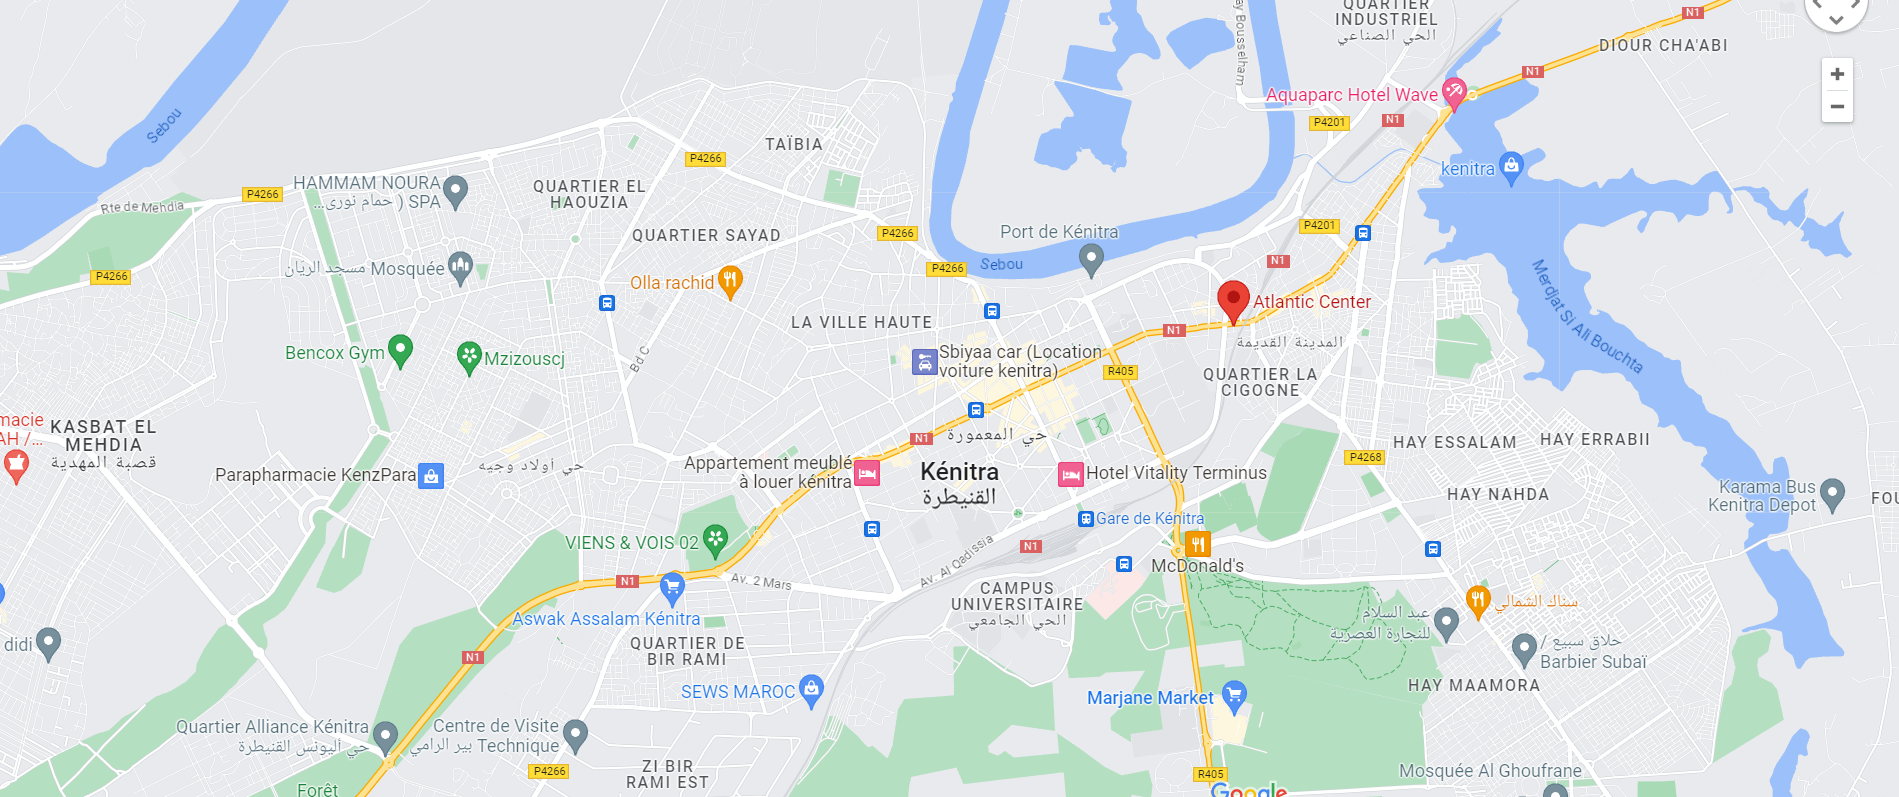 QUARTIER
INDUSTRIEL
الحي الصناعي
N1
DIOUR CHA'ABI
ay Bousselham
N1
+
−
Aquaparc Hotel Wave
P4201
N1
Sebou
TAÏBIA
P4266
kenitra
HAMMAM NOURA
SPA ( حمام نورى...
QUARTIER EL
HAOUZIA
P4266
Rte de Mehdia
QUARTIER SAYAD
P4266
Port de Kénitra
P4201
Sebou
N1
مسجد الريان Mosquée
P4266
P4266
Olla rachid
Atlantic Center
Merdjat Si Ali Bouchta
LA VILLE HAUTE
N1
المدينة القديمة
Bencox Gym
Mzizouscj
Bd C
Sbiyaa car (Location
voiture kenitra)
R405
QUARTIER LA
CIGOGNE
macie
AH /...
KASBAT EL
MEHDIA
قصبة المهدية
N1
حي المعمورة
HAY ESSALAM
HAY ERRABII
P4268
Parapharmacie KenzPara
حي أولاد وجيه
Appartement meublé
à louer kénitra
Kénitra
القنيطرة
Hotel Vitality Terminus
HAY NAHDA
Karama Bus
Kenitra Depot
FOU
Gare de Kénitra
VIENS & VOIS 02
N1
Av. Al Qadissia
McDonald's
N1
Av. 2 Mars
CAMPUS
UNIVERSITAIRE
الحي الجامعي
Aswak Assalam Kénitra
سناك الشمالي
عبد السلام
للنجارة العصرية
didi
N1
QUARTIER DE
BIR RAMI
حلاق سبيع /
Barbier Subaï
HAY MAAMORA
SEWS MAROC
Marjane Market
Quartier Alliance Kénitra
حي أليونس القنيطرة
Centre de Visite
Technique بير الرامي
P4266
ZI BIR
RAMI EST
R405
Mosquée Al Ghoufrane
Forêt
Google